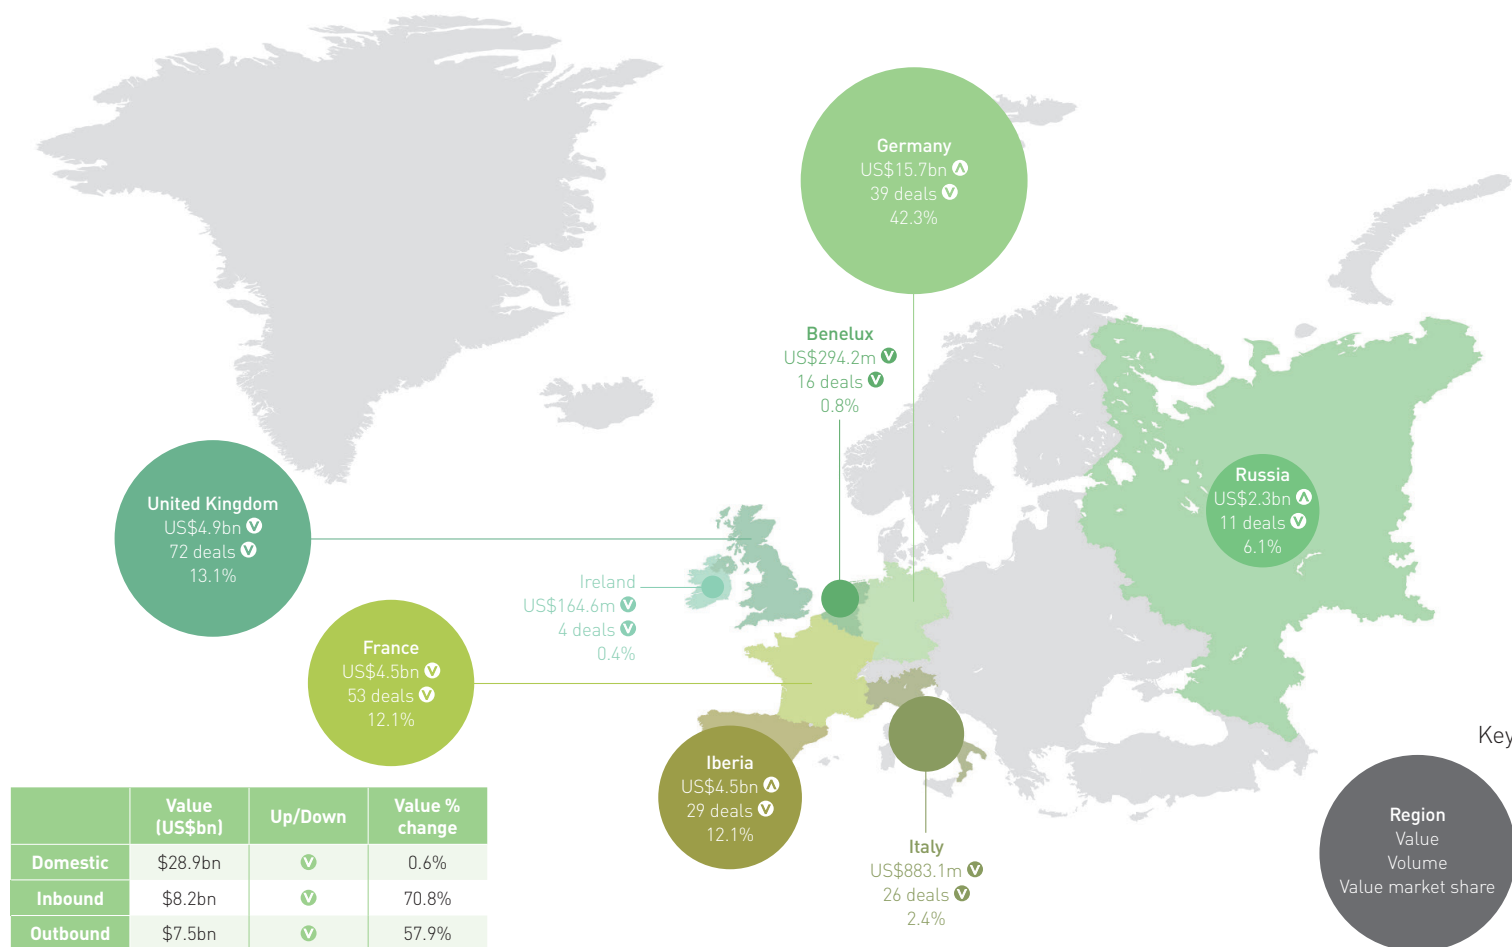 Germany
US$15.7bn
39 deals
42.3%
Benelux
US$294.2m
16 deals
0.8%
Russia
US$2.3bn
11 deals
6.1%
United Kingdom
US$4.9bn
72 deals
13.1%
Ireland
US$164.6m
4 deals
0.4%
France
US$4.5bn
53 deals
12.1%
Iberia
US$4.5bn
29 deals
12.1%
Italy
US$883.1m
26 deals
2.4%
Key
Region
Value
Volume
Value market share
Value (US$bn) Up/Down Value % change
Domestic $28.9bn 0.6%
Inbound $8.2bn 70.8%
Outbound $7.5bn 57.9%